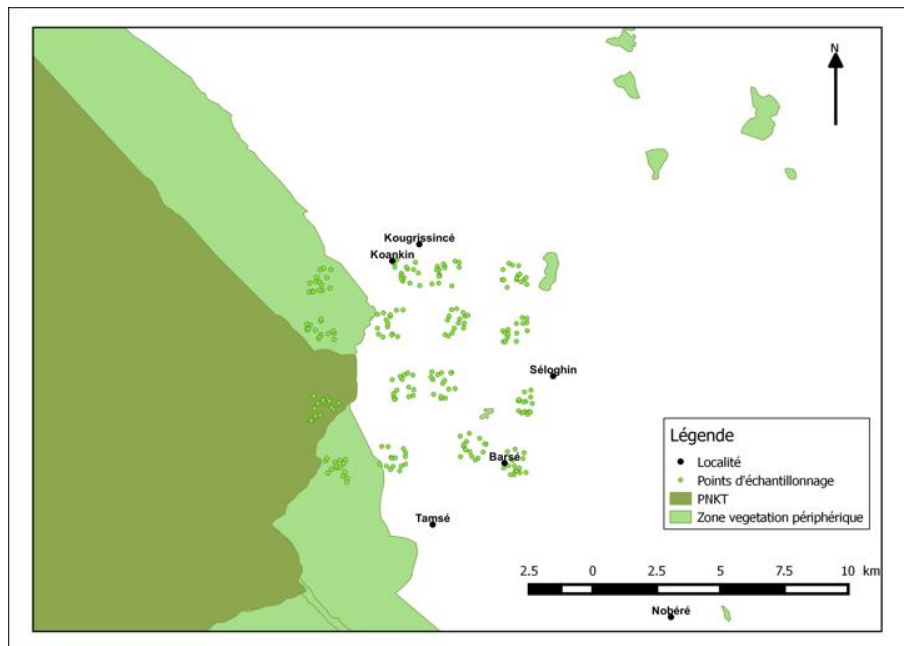 N
Kougrissincé
Koankin
Séloghin
Barsé
Tamsé
Légende
Localité
Points d'échantillonnage
PNKT
Zone vegetation périphérique
2.5 0 2.5 5 7.5 10 km
Nobéré